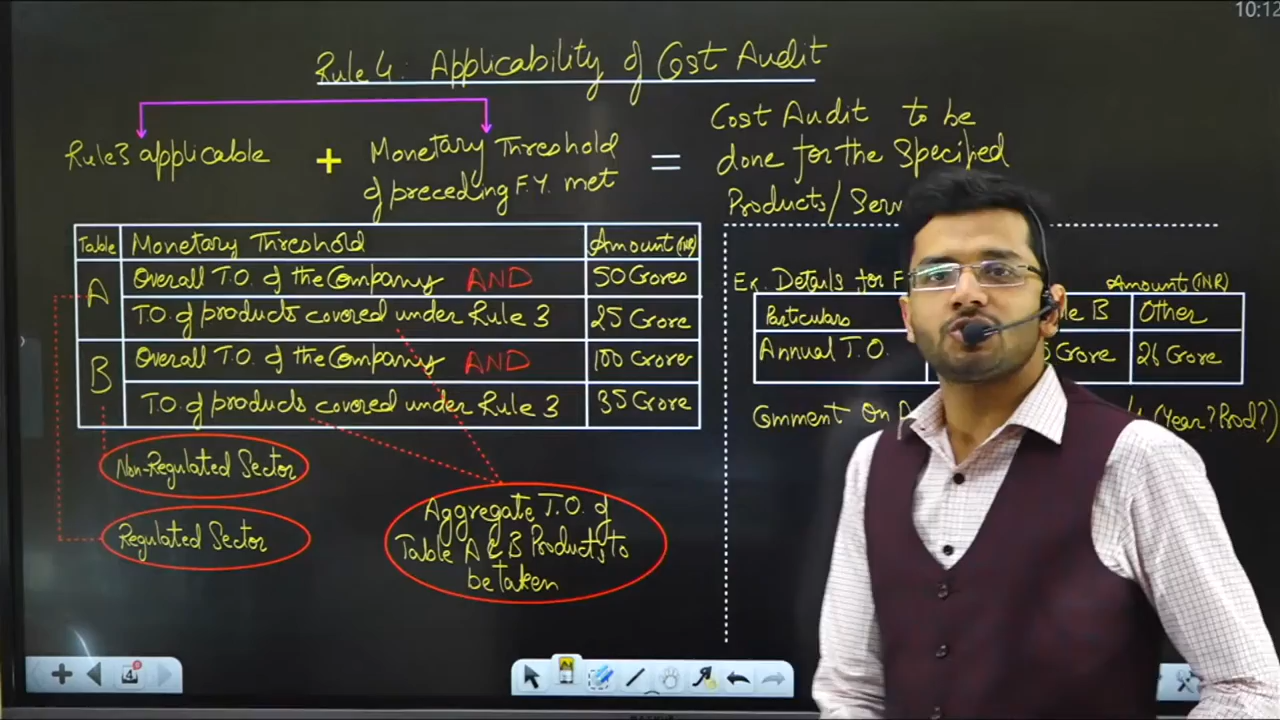 10:12
Rule 4: Applicability of Cost Audit
Rule 3 applicable + Monetary Threshold of preceding F.Y. met =
Cost Audit to be
done for the Specified
Products/Serv
Table Monetary Threshold Amount (INR)
A Overall T.O. of the Company AND 50 Crores
T.O. of products covered under Rule 3 25 Crore
B Overall T.O. of the Company AND 100 Crores
T.O. of products covered under Rule 3 35 Crore
Non-Regulated Sector
Regulated Sector
Aggregate T.O. of
Table A & B Products to
be taken
Ex. Details for F Amount (INR)
Particulars le B Other
Annual T.O. Crore 26 Crore
Comment on (Year? Prod?)